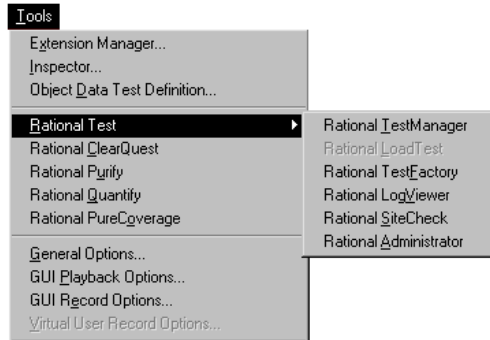 Tools
Extension Manager...
Inspector...
Object Data Test Definition...
Rational Test
Rational ClearQuest
Rational Purify
Rational Quantify
Rational PureCoverage
General Options...
GUI Playback Options...
GUI Record Options...
Virtual User Record Options...
Rational TestManager
Rational LoadTest
Rational TestFactory
Rational LogViewer
Rational SiteCheck
Rational Administrator